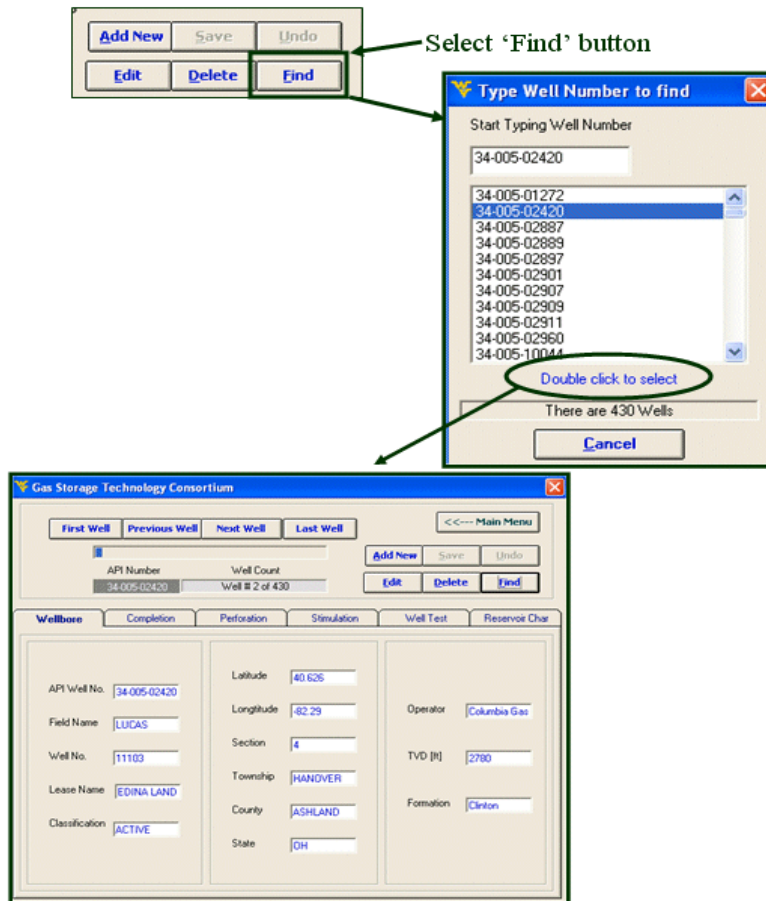 Add New Save Undo
Edit Delete Find
Select ‘Find’ button
Type Well Number to find
Start Typing Well Number
34-005-02420
34-005-01272
34-005-02420
34-005-02887
34-005-02889
34-005-02897
34-005-02901
34-005-02907
34-005-02909
34-005-02911
34-005-02960
34-005-10044
Double click to select
There are 430 Wells
Cancel
Gas Storage Technology Consortium
First Well Previous Well Next Well Last Well
<<--- Main Menu
API Number Well Count
34-005-02420 Well # 2 of 430
Add New Save Undo
Edit Delete Find
Wellbore Completion Perforation Stimulation Well Test Reservoir Char
API Well No. 34-005-02420
Field Name LUCAS
Well No. 11103
Lease Name EDINA LAND
Classification ACTIVE
Latitude 40.626
Longtitude -82.29
Section 4
Township HANOVER
County ASHLAND
State OH
Operator Columbia Gas
TVD [ft] 2780
Formation Clinton